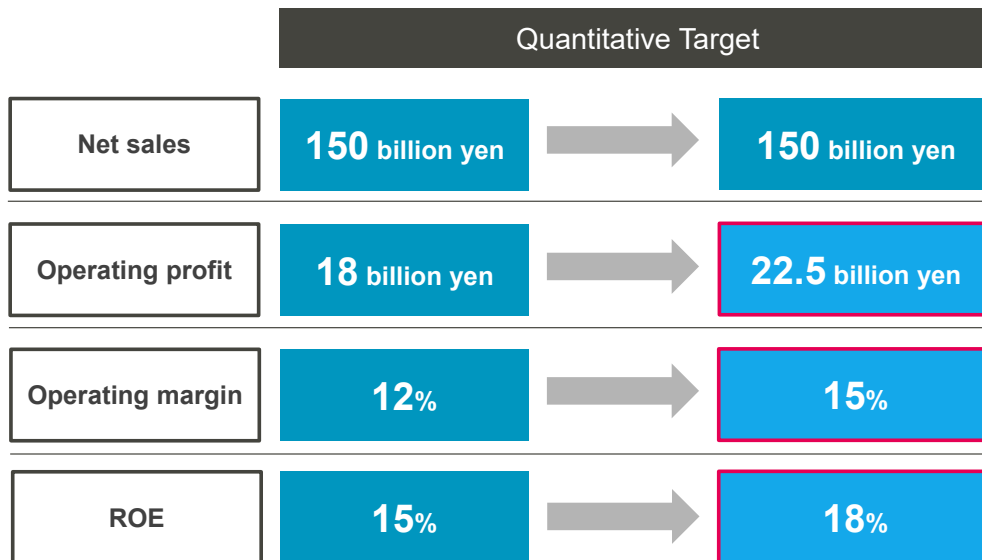 Quantitative Target
Net sales
150 billion yen
150 billion yen
Operating profit
18 billion yen
22.5 billion yen
Operating margin
12%
15%
ROE
15%
18%